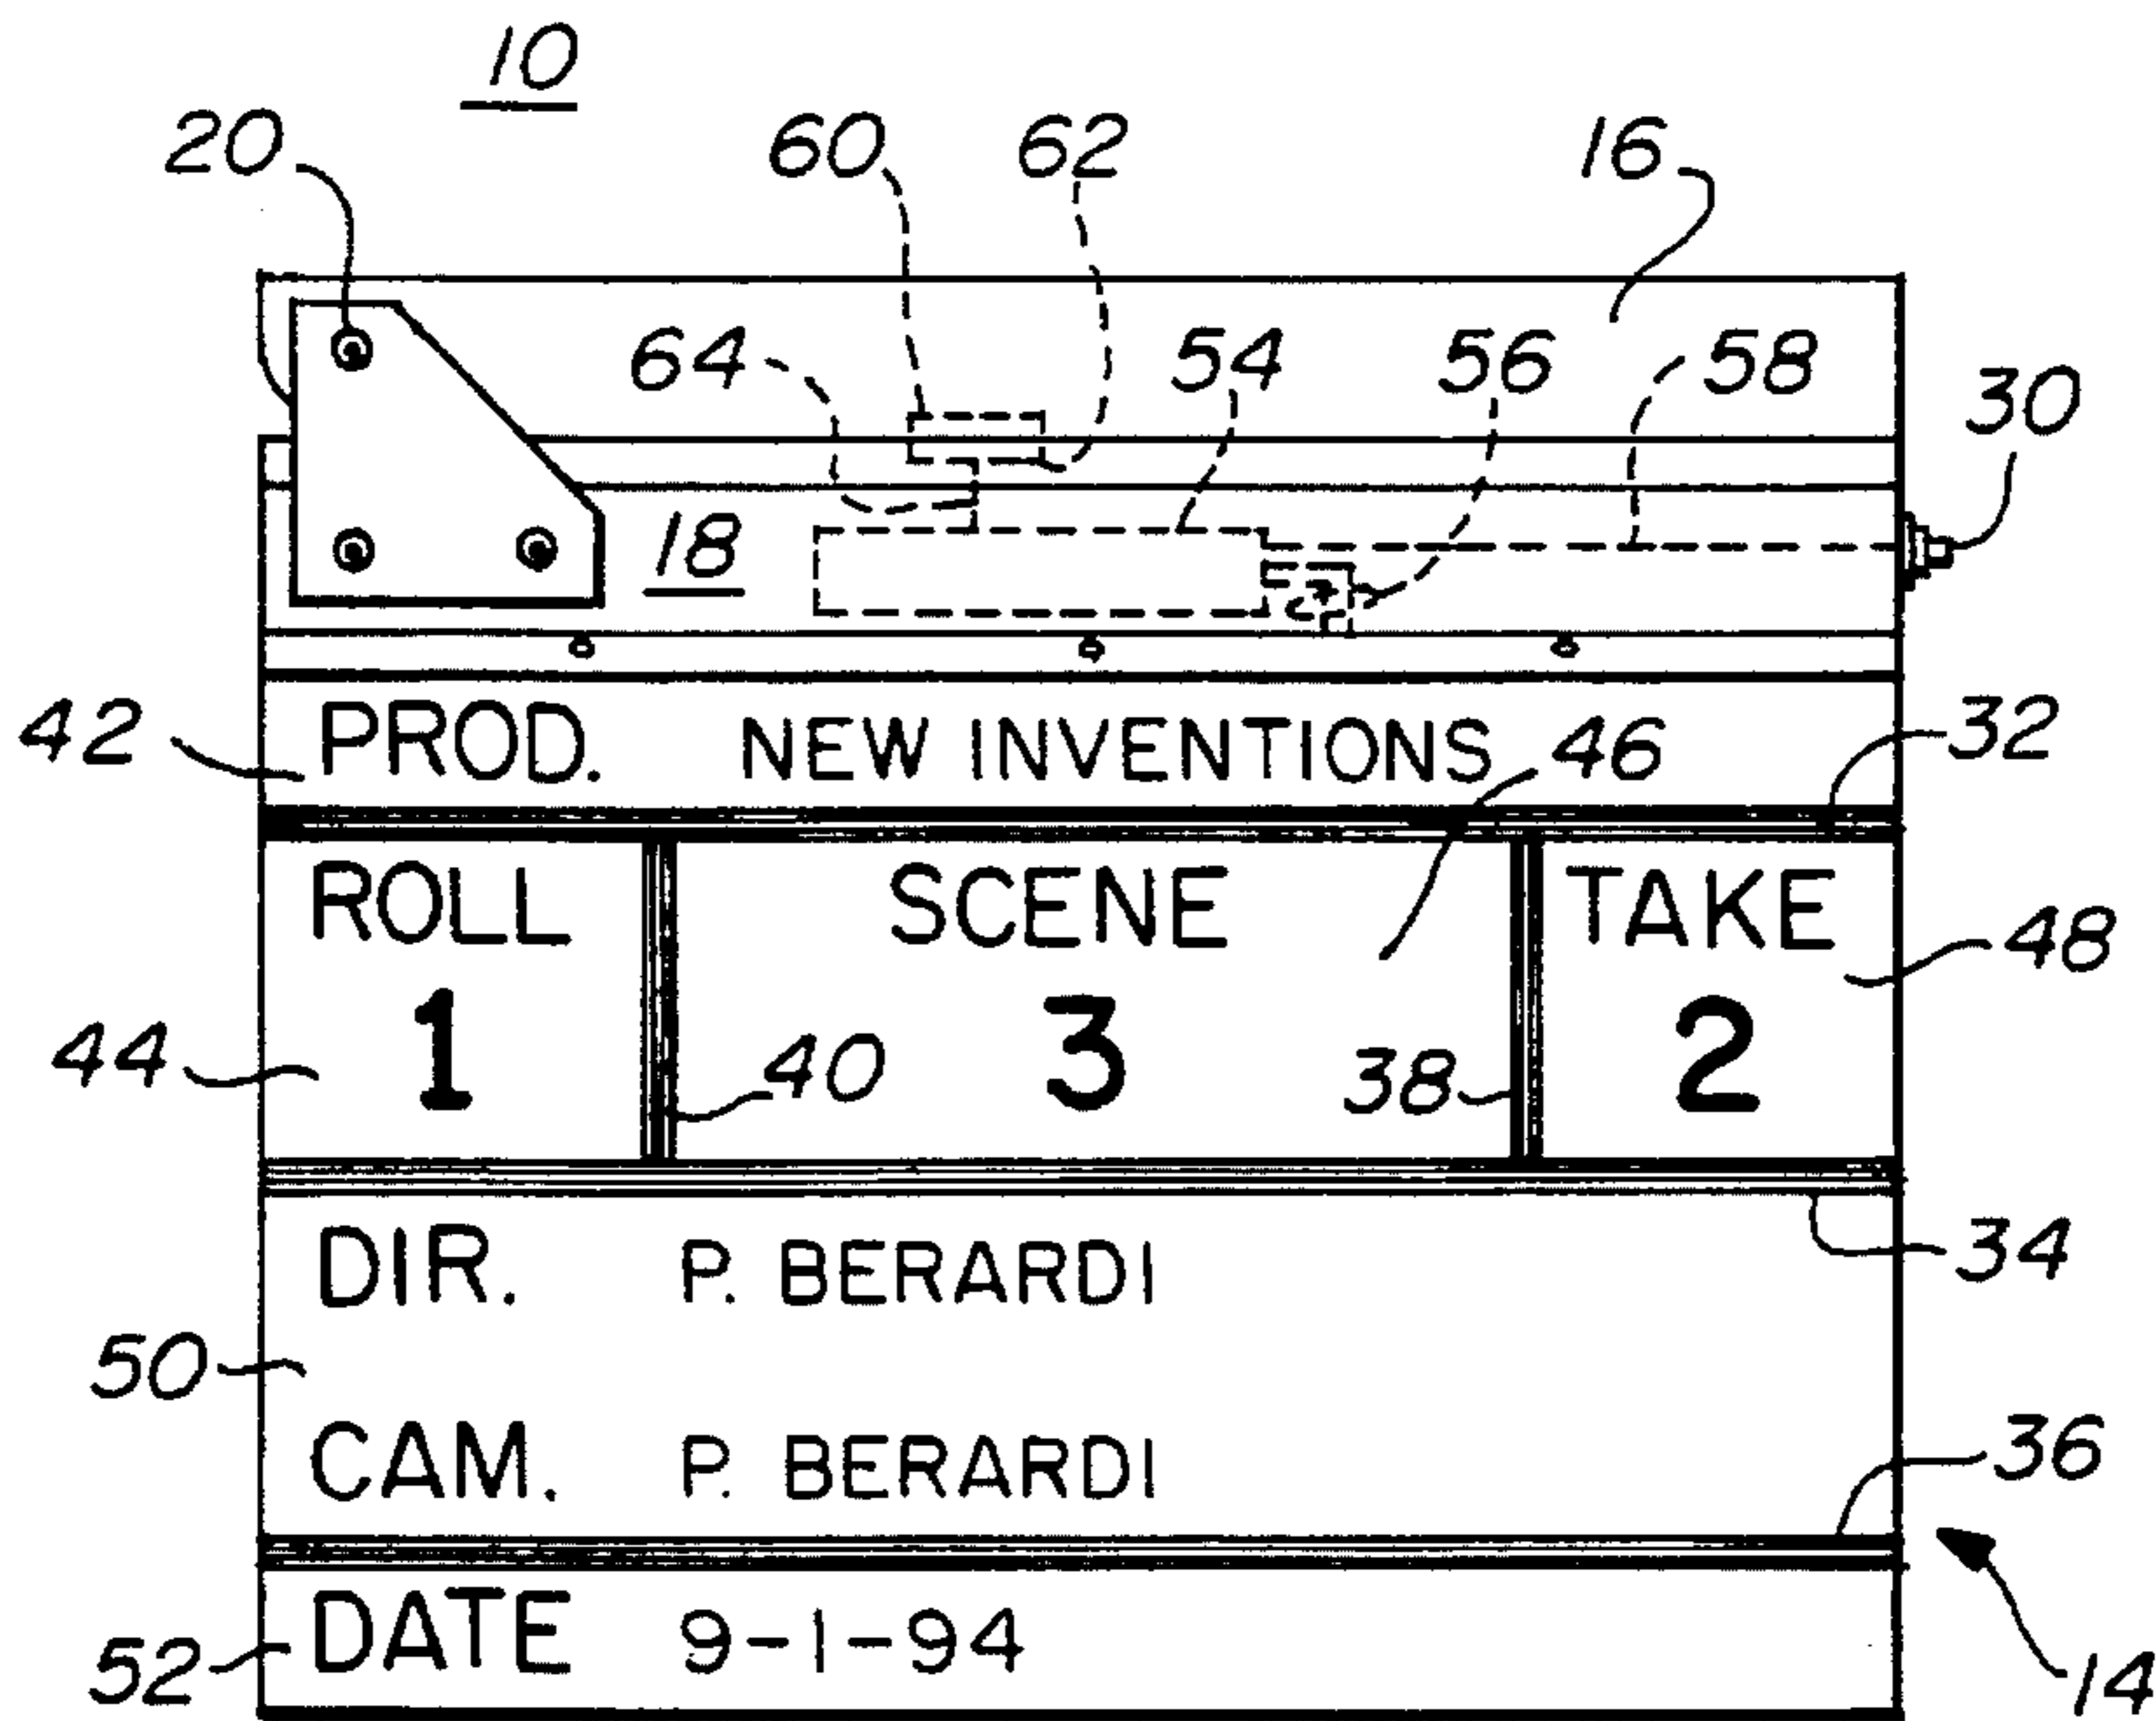 10
20 60 62 16
64 54 56 58 30
18
42 PROD. NEW INVENTIONS 46 32
ROLL SCENE TAKE 48
44 1 40 3 38 2
34
DIR. P. BERARDI
50
CAM. P. BERARDI 36
52 DATE 9-1-94 14